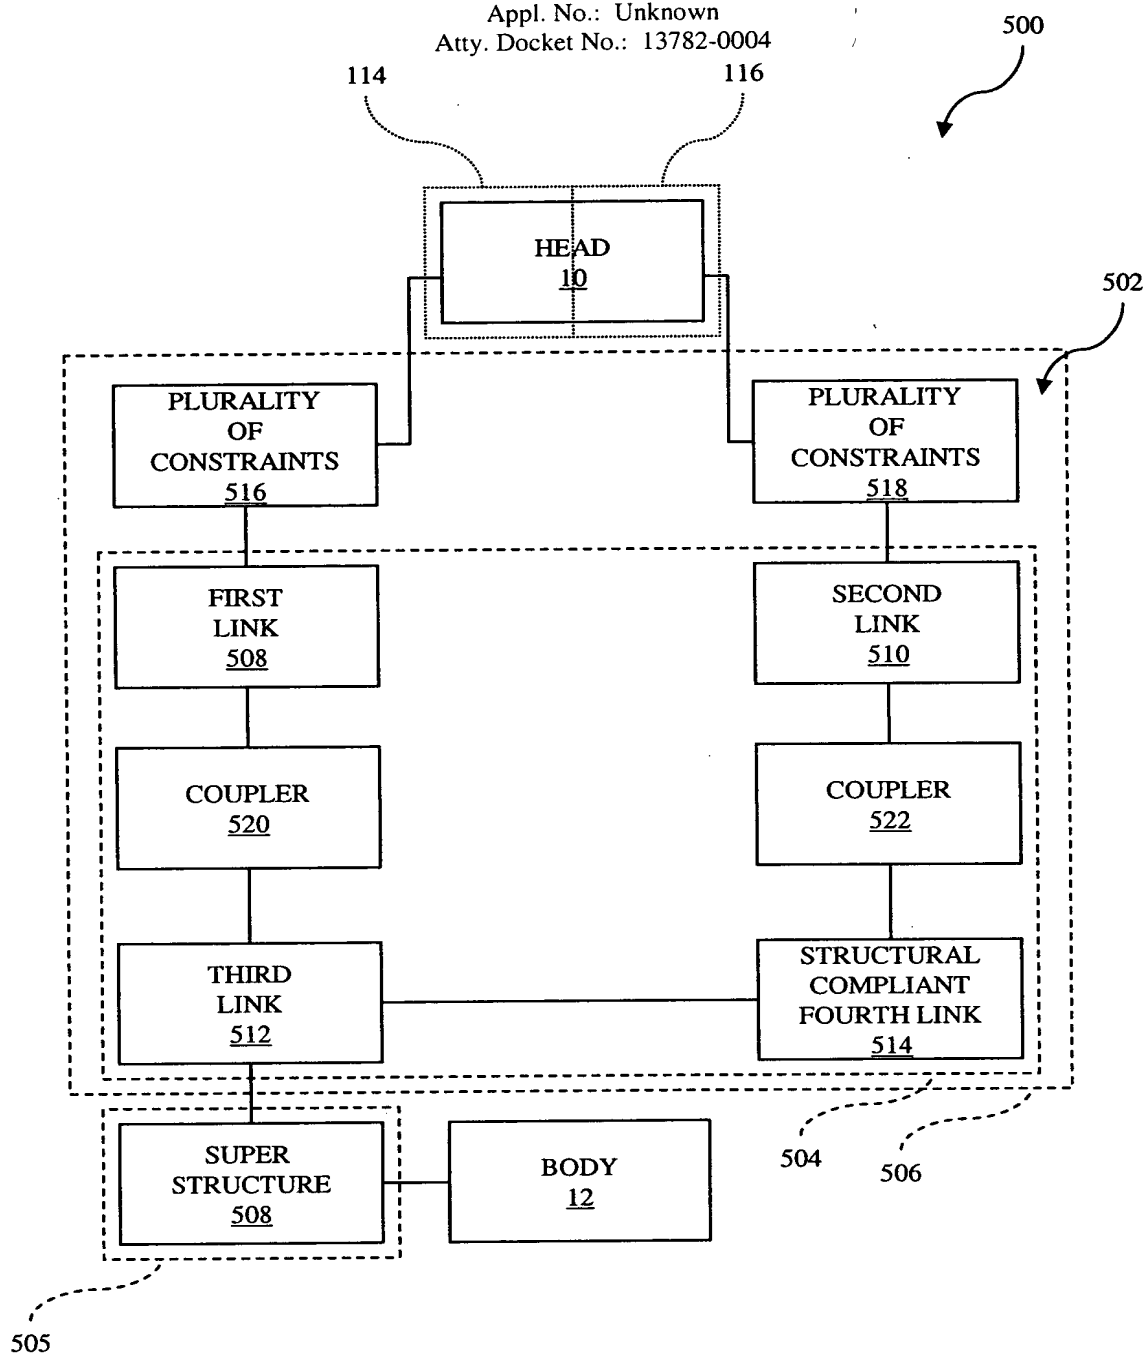 Appl. No.: Unknown
Atty. Docket No.: 13782-0004
500
114
116
HEAD
10
502
PLURALITY
OF
CONSTRAINTS
516
PLURALITY
OF
CONSTRAINTS
518
FIRST
LINK
508
SECOND
LINK
510
COUPLER
520
COUPLER
522
THIRD
LINK
512
STRUCTURAL
COMPLIANT
FOURTH LINK
514
504
506
SUPER
STRUCTURE
508
BODY
12
505